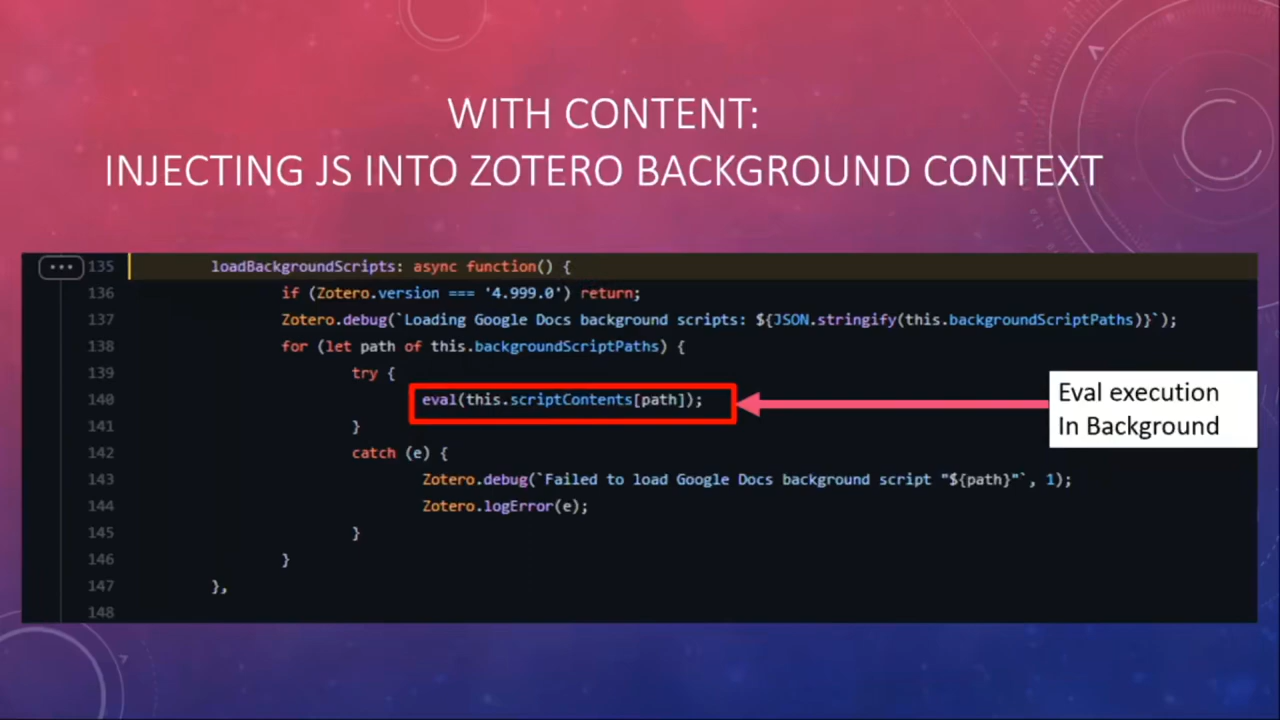 WITH CONTENT:
INJECTING JS INTO ZOTERO BACKGROUND CONTEXT
··· 135 loadBackgroundScripts: async function() {
136 if (Zotero.version === '4.999.0') return;
137 Zotero.debug(`Loading Google Docs background scripts: ${JSON.stringify(this.backgroundScriptPaths)}`);
138 for (let path of this.backgroundScriptPaths) {
139 try {
140 eval(this.scriptContents[path]);
141 }
142 catch (e) {
143 Zotero.debug(`Failed to load Google Docs background script "${path}"`, 1);
144 Zotero.logError(e);
145 }
146 }
147 },
148
Eval execution
In Background